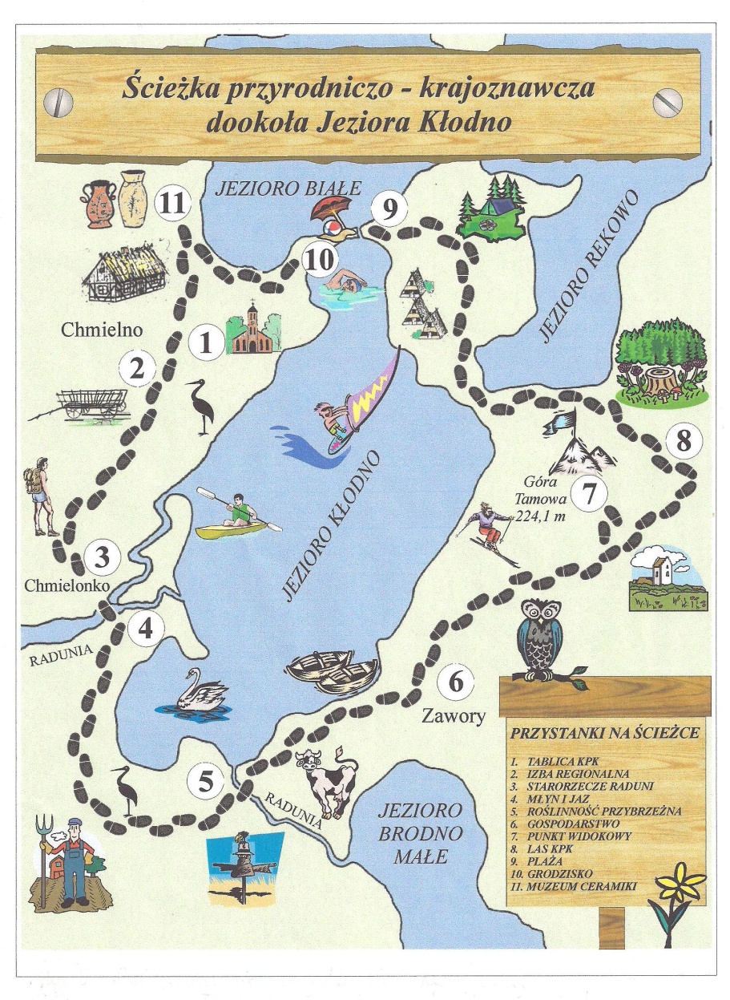 Ścieżka przyrodniczo - krajoznawcza
dookoła Jeziora Kłodno
JEZIORO BIAŁE
11
9
10
JEZIORO REKOWO
Chmielno
1
2
8
JEZIORO KŁODNO
Góra
Tamowa
224,1 m
7
3
Chmielonko
4
RADUNIA
6
Zawory
5
RADUNIA
JEZIORO
BRODNO
MAŁE
PRZYSTANKI NA ŚCIEŻCE
1. TABLICA KPK
2. IZBA REGIONALNA
3. STARORZECZE RADUNI
4. MŁYN I JAZ
5. ROŚLINNOŚĆ PRZYBRZEŻNA
6. GOSPODARSTWO
7. PUNKT WIDOKOWY
8. LAS KPK
9. PLAŻA
10. GRODZISKO
11. MUZEUM CERAMIKI